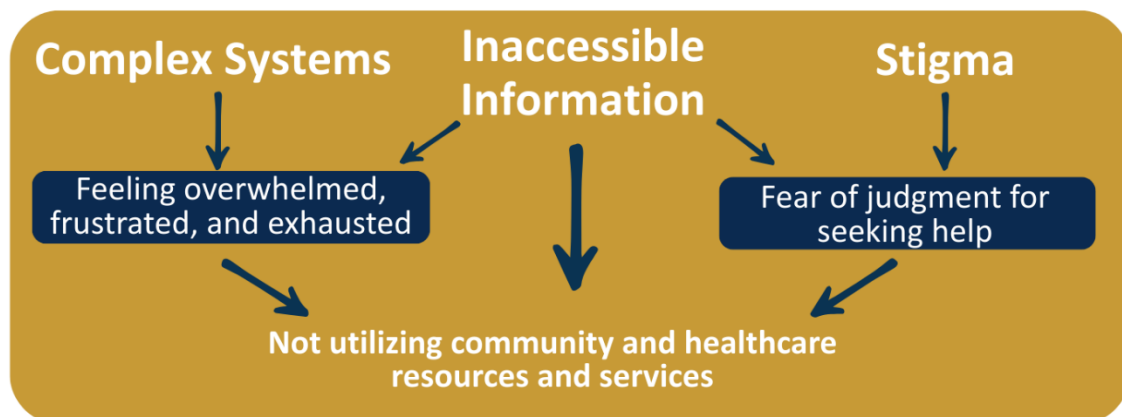 Complex Systems
Inaccessible
Information
Stigma
Feeling overwhelmed,
frustrated, and exhausted
Fear of judgment for
seeking help
Not utilizing community and healthcare
resources and services